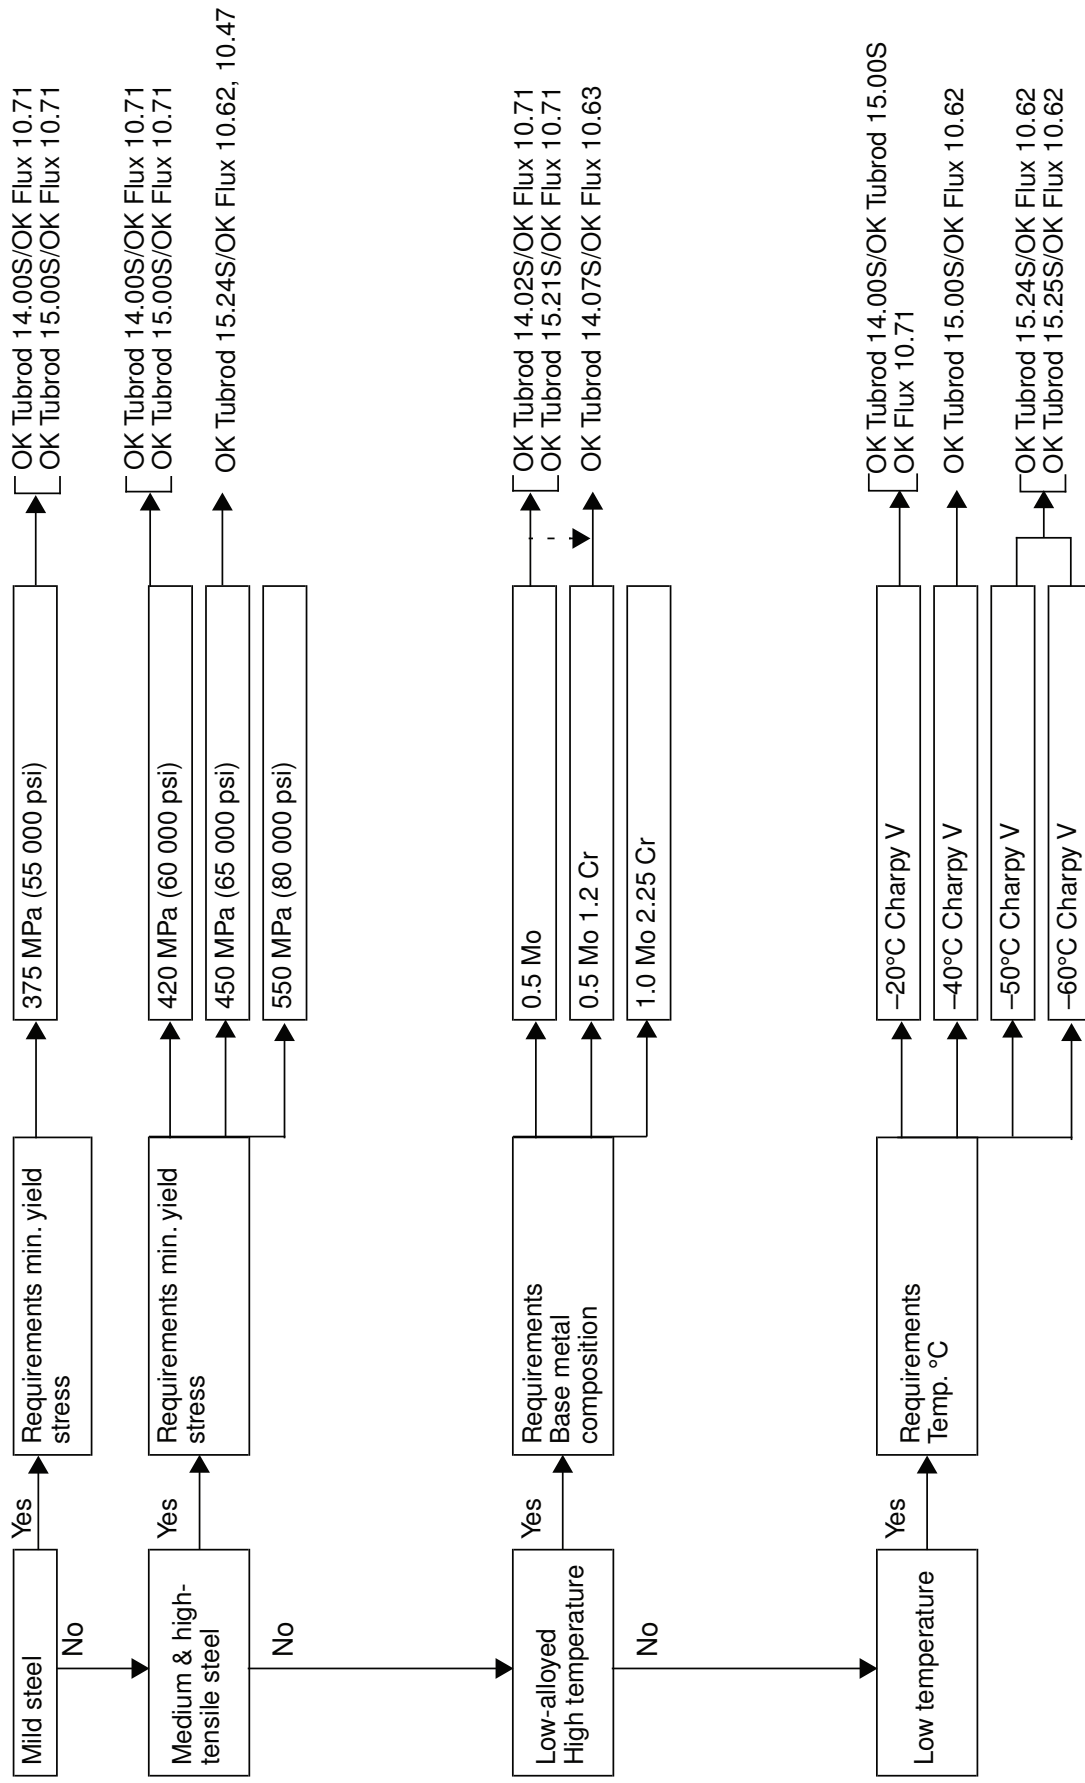 Mild steel
Yes
Requirements min. yield
stress
375 MPa (55 000 psi)
OK Tubrod 14.00S/OK Flux 10.71
OK Tubrod 15.00S/OK Flux 10.71
No
Medium & high-
tensile steel
Yes
Requirements min. yield
stress
420 MPa (60 000 psi)
OK Tubrod 14.00S/OK Flux 10.71
OK Tubrod 15.00S/OK Flux 10.71
450 MPa (65 000 psi)
OK Tubrod 15.24S/OK Flux 10.62, 10.47
550 MPa (80 000 psi)
No
Low-alloyed
High temperature
Yes
Requirements
Base metal
composition
0.5 Mo
OK Tubrod 14.02S/OK Flux 10.71
OK Tubrod 15.21S/OK Flux 10.71
0.5 Mo 1.2 Cr
OK Tubrod 14.07S/OK Flux 10.63
1.0 Mo 2.25 Cr
No
Low temperature
Yes
Requirements
Temp. °C
–20°C Charpy V
OK Tubrod 14.00S/OK Tubrod 15.00S
OK Flux 10.71
–40°C Charpy V
OK Tubrod 15.00S/OK Flux 10.62
–50°C Charpy V
–60°C Charpy V
OK Tubrod 15.24S/OK Flux 10.62
OK Tubrod 15.25S/OK Flux 10.62